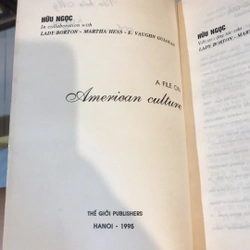 HỮU NGỌC
In collaboration with
LADY BORTON - MARTHA HESS - E. VAUGHN
A FILE ON
American culture
THẾ GIỚI PUBLISHERS
HANOI - 1995
HỮU NGỌC
LADY BORTON - MAR